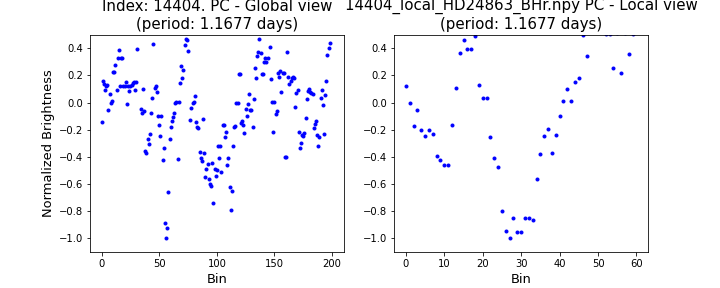 Index: 14404. PC - Global view
(period: 1.1677 days)
14404_local_HD24863_BHr.npy PC - Local view
(period: 1.1677 days)
Normalized Brightness
0.4
0.2
0.0
−0.2
−0.4
−0.6
−0.8
−1.0
0 50 100 150 200
Bin
0.4
0.2
0.0
−0.2
−0.4
−0.6
−0.8
−1.0
0 10 20 30 40 50 60
Bin